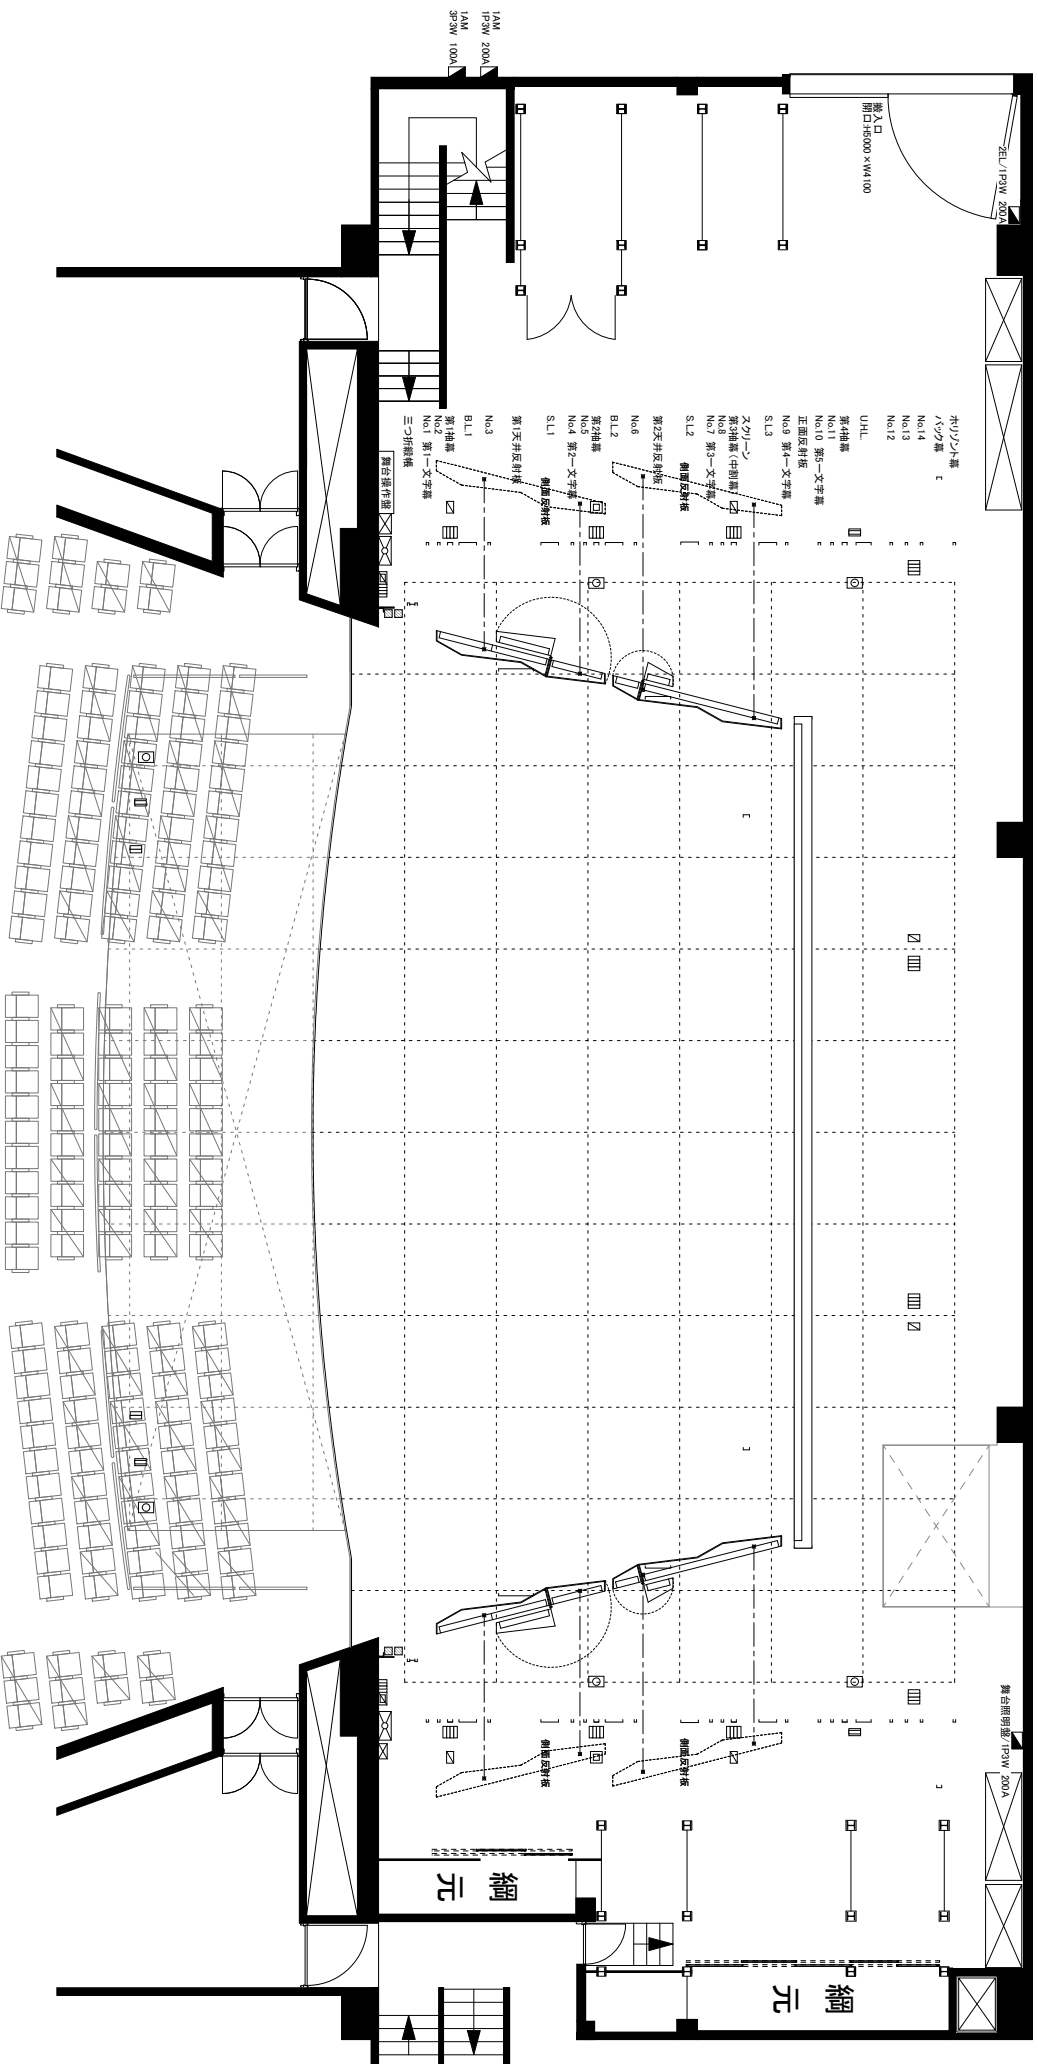 1AM
1P3W 200A
1AM
3P3W 100A
搬入口
開口:H5000×W4100
2EL/1P3W 200A
ホリゾント幕
バック幕
No.14
No.13
No.12
U.H.L
第4袖幕
No.11
No.10 第5一文字幕
正面反射板
No.9 第4一文字幕
S.L.3
スクリーン
第3袖幕(中割幕)
No.8
No.7 第3一文字幕
S.L.2
第2天井反射板
No.6
B.L.2
第2袖幕
No.5
No.4 第2一文字幕
S.L.1
第1天井反射板
No.3
B.L.1
第1袖幕
No.2
No.1 第1一文字幕
三つ折緞帳
舞台操作盤
側面反射板
側面反射板
側面反射板
側面反射板
舞台照明盤/1P3W 200A
綱元
綱元